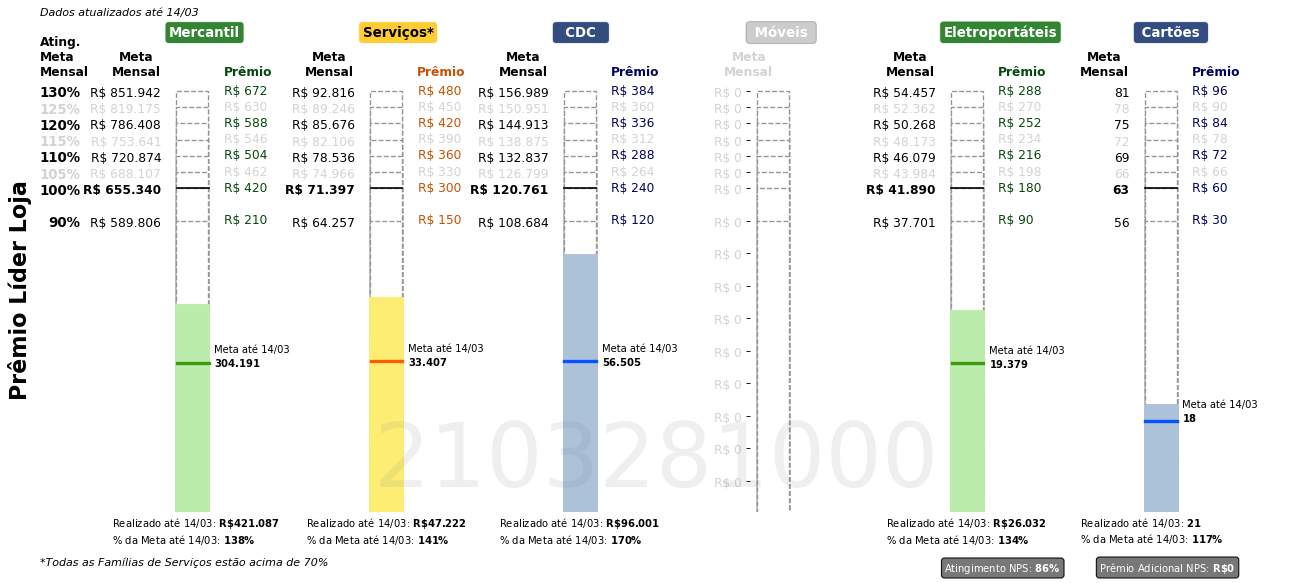 Dados atualizados até 14/03
Mercantil Serviços* CDC Móveis Eletroportáteis Cartões
Ating.
Meta Meta Meta Meta Meta Meta Meta
Mensal Mensal Prêmio Mensal Prêmio Mensal Prêmio Mensal Mensal Prêmio Mensal Prêmio
130% R$ 851.942 R$ 672 R$ 92.816 R$ 480 R$ 156.989 R$ 384 R$ 0 R$ 54.457 R$ 288 81 R$ 96
125% R$ 819.175 R$ 630 R$ 89.246 R$ 450 R$ 150.951 R$ 360 R$ 0 R$ 52.362 R$ 270 78 R$ 90
120% R$ 786.408 R$ 588 R$ 85.676 R$ 420 R$ 144.913 R$ 336 R$ 0 R$ 50.268 R$ 252 75 R$ 84
115% R$ 753.641 R$ 546 R$ 82.106 R$ 390 R$ 138.875 R$ 312 R$ 0 R$ 48.173 R$ 234 72 R$ 78
110% R$ 720.874 R$ 504 R$ 78.536 R$ 360 R$ 132.837 R$ 288 R$ 0 R$ 46.079 R$ 216 69 R$ 72
105% R$ 688.107 R$ 462 R$ 74.966 R$ 330 R$ 126.799 R$ 264 R$ 0 R$ 43.984 R$ 198 66 R$ 66
100% R$ 655.340 R$ 420 R$ 71.397 R$ 300 R$ 120.761 R$ 240 R$ 0 R$ 41.890 R$ 180 63 R$ 60
90% R$ 589.806 R$ 210 R$ 64.257 R$ 150 R$ 108.684 R$ 120 R$ 0 R$ 37.701 R$ 90 56 R$ 30
R$ 0
R$ 0
R$ 0
R$ 0
R$ 0
R$ 0
R$ 0
R$ 0
Prêmio Líder Loja
Meta até 14/03
304.191
Meta até 14/03
33.407
Meta até 14/03
56.505
Meta até 14/03
19.379
Meta até 14/03
18
2103281000
Realizado até 14/03: R$421.087 Realizado até 14/03: R$47.222 Realizado até 14/03: R$96.001 Realizado até 14/03: R$26.032 Realizado até 14/03: 21
% da Meta até 14/03: 138% % da Meta até 14/03: 141% % da Meta até 14/03: 170% % da Meta até 14/03: 134% % da Meta até 14/03: 117%
*Todas as Famílias de Serviços estão acima de 70% Atingimento NPS: 86% Prêmio Adicional NPS: R$0